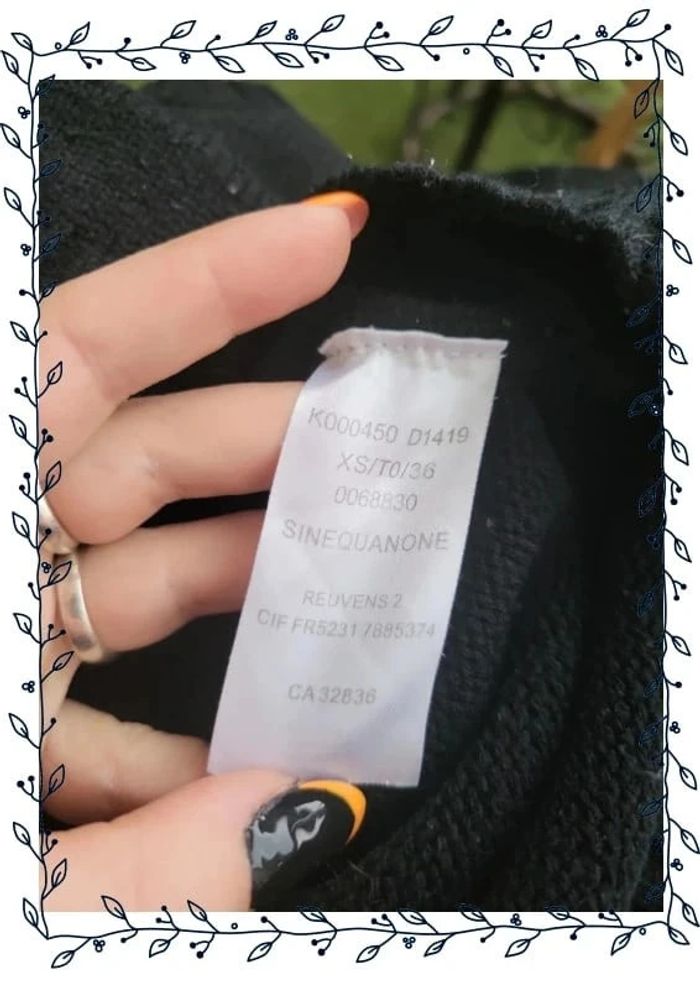 K000450 D1419
XS/T0/36
0068830
SINEQUANONE
REUVENS 2
CIF FR5231 7885374
CA 32836